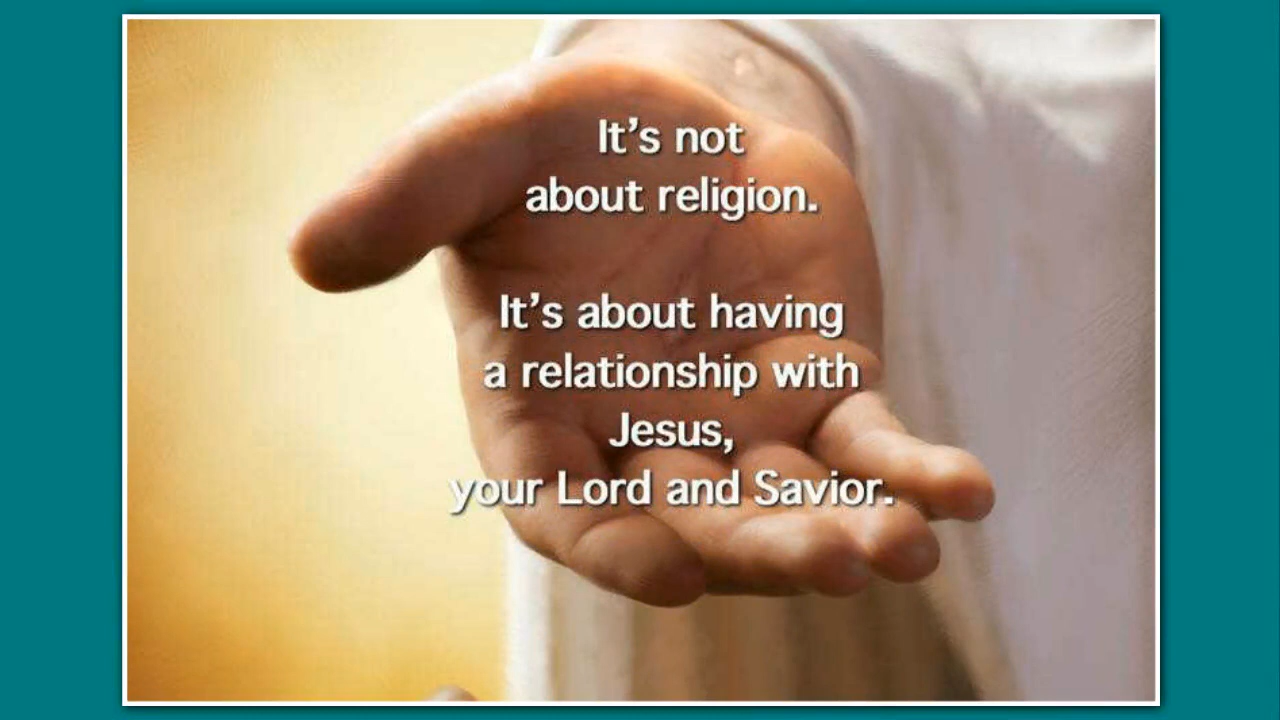 It's not
about religion.
It's about having
a relationship with
Jesus,
your Lord and Savior.